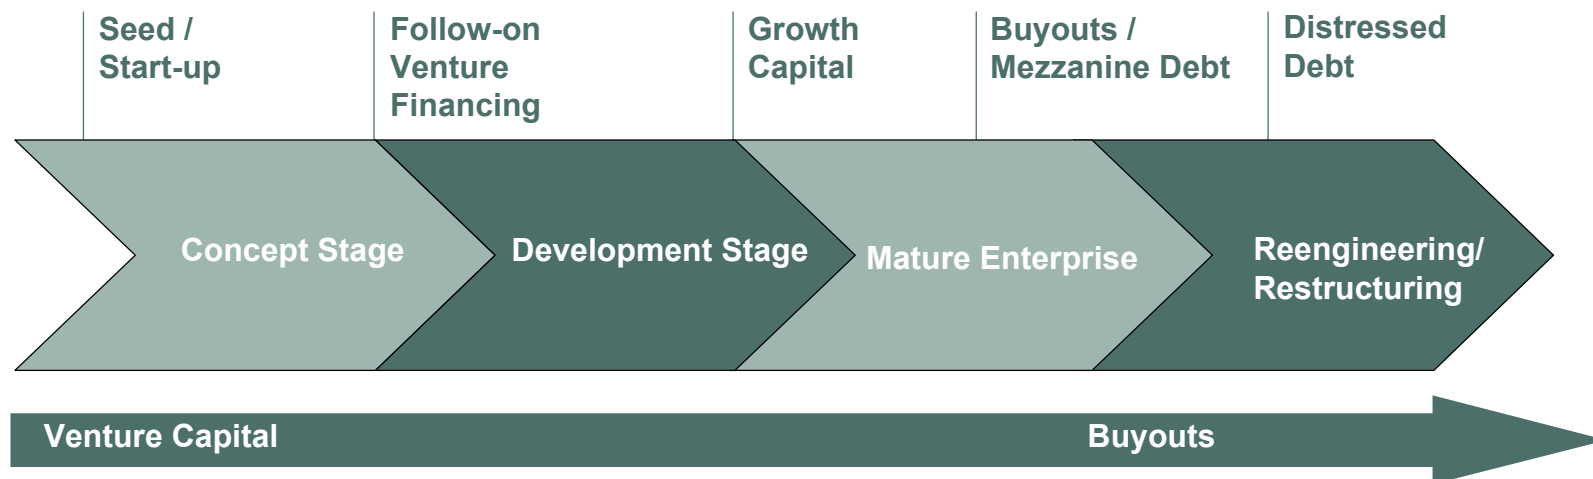 Seed /
Start-up
Follow-on
Venture
Financing
Growth
Capital
Buyouts /
Mezzanine Debt
Distressed
Debt
Concept Stage
Development Stage
Mature Enterprise
Reengineering/
Restructuring
Venture Capital
Buyouts